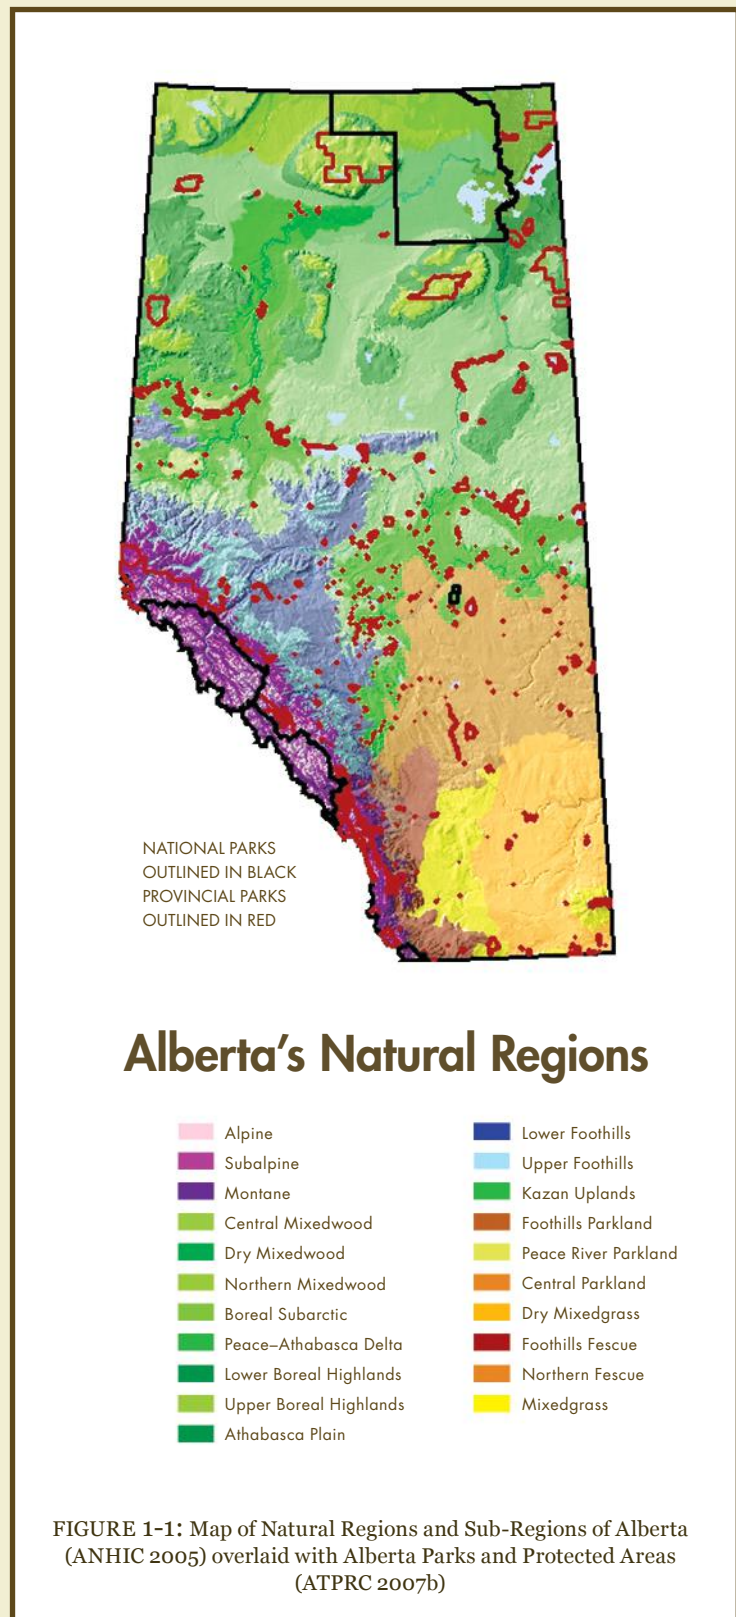 NATIONAL PARKS
OUTLINED IN BLACK
PROVINCIAL PARKS
OUTLINED IN RED
Alberta’s Natural Regions
Alpine
Subalpine
Montane
Central Mixedwood
Dry Mixedwood
Northern Mixedwood
Boreal Subarctic
Peace–Athabasca Delta
Lower Boreal Highlands
Upper Boreal Highlands
Athabasca Plain
Lower Foothills
Upper Foothills
Kazan Uplands
Foothills Parkland
Peace River Parkland
Central Parkland
Dry Mixedgrass
Foothills Fescue
Northern Fescue
Mixedgrass
FIGURE 1-1: Map of Natural Regions and Sub-Regions of Alberta
(ANHIC 2005) overlaid with Alberta Parks and Protected Areas
(ATPRC 2007b)